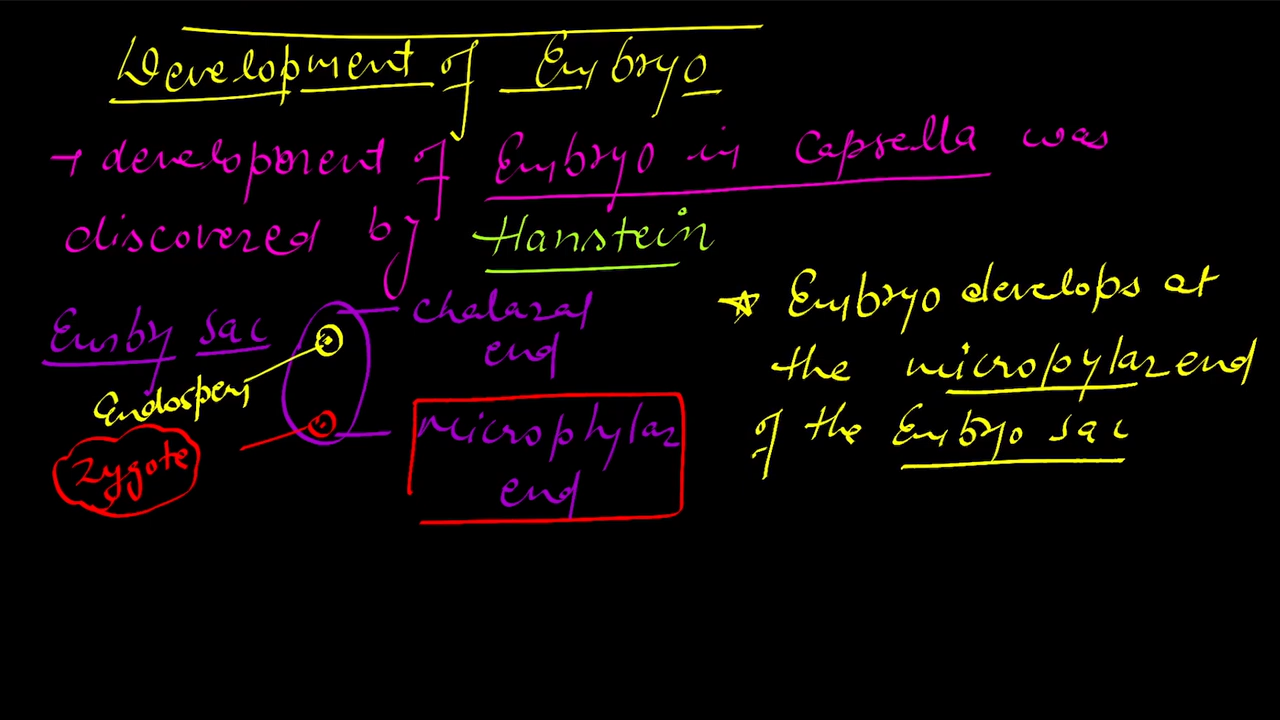 Development of Embryo
→ development of Embryo in Capsella was
discovered by Hanstein
Emby sac
chalazal
end
Endosperm
Zygote
microphylar
end
* Embryo develops at
the micropylar end
of the Embryo sac